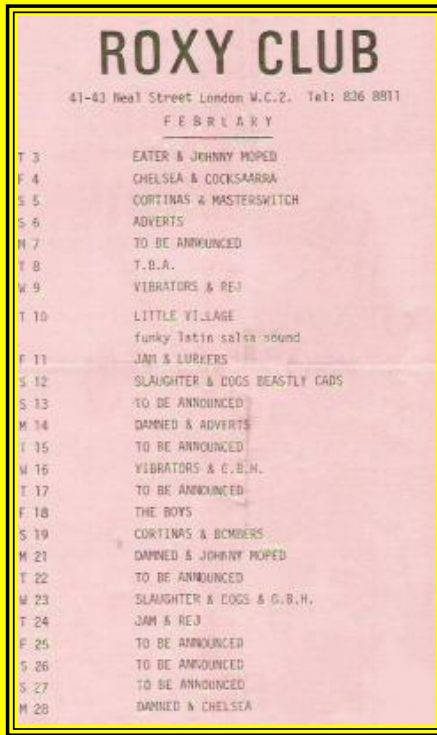 ROXY CLUB
41-43 Neal Street London W.C.2. Tel: 836 8811
FEBRUARY
T 3 EATER & JOHNNY MOPED
F 4 CHELSEA & COCKSAARRA
S 5 CORTINAS & MASTERSWITCH
S 6 ADVERTS
M 7 TO BE ANNOUNCED
T 8 T.B.A.
W 9 VIBRATORS & REJ
T 10 LITTLE VILLAGE
funky latin salsa sound
F 11 JAM & LURKERS
S 12 SLAUGHTER & DOGS BEASTLY CADS
S 13 TO BE ANNOUNCED
M 14 DAMNED & ADVERTS
T 15 TO BE ANNOUNCED
W 16 VIBRATORS & G.B.H.
T 17 TO BE ANNOUNCED
F 18 THE BOYS
S 19 CORTINAS & BOMBERS
M 21 DAMNED & JOHNNY MOPED
T 22 TO BE ANNOUNCED
W 23 SLAUGHTER & DOGS & G.B.H.
T 24 JAM & REJ
F 25 TO BE ANNOUNCED
S 26 TO BE ANNOUNCED
S 27 TO BE ANNOUNCED
M 28 DAMNED & CHELSEA